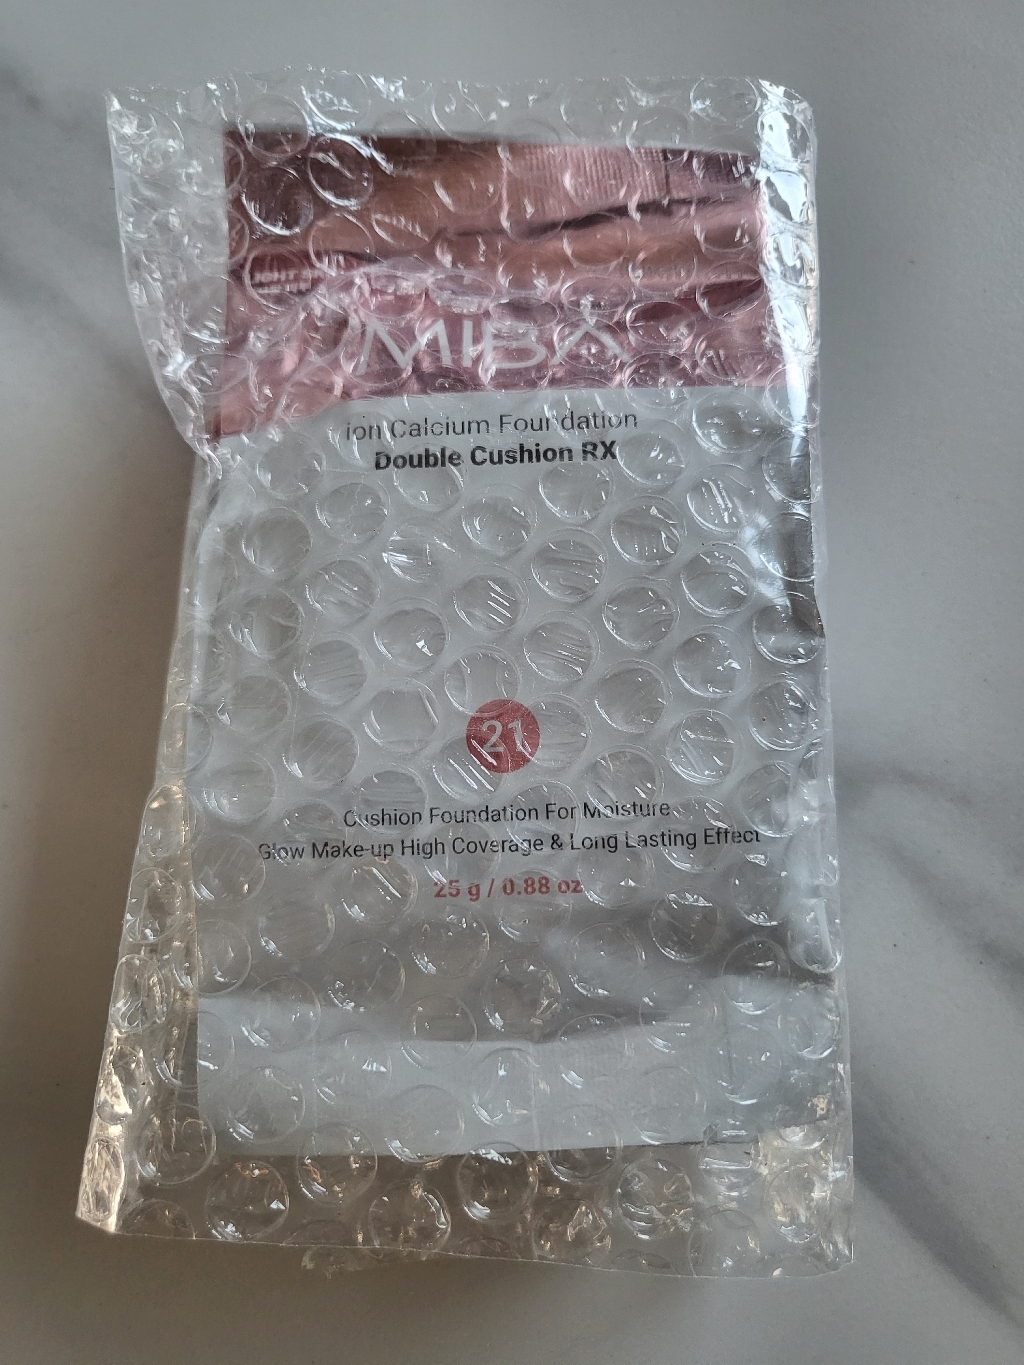 MIBA
ion Calcium Foundation
Double Cushion RX
21
Cushion Foundation For Moisture
Glow Make-up High Coverage & Long Lasting Effect
25 g / 0.88 oz